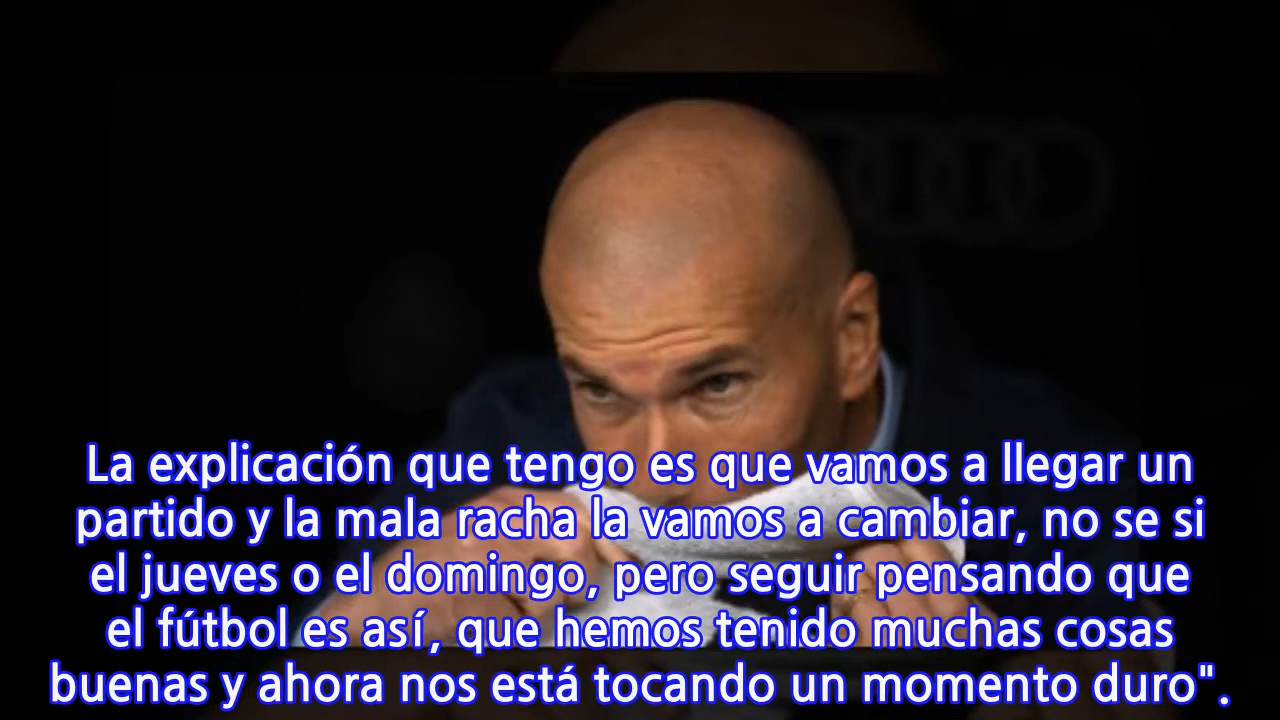 La explicación que tengo es que vamos a llegar un
partido y la mala racha la vamos a cambiar, no se si
el jueves o el domingo, pero seguir pensando que
el fútbol es así, que hemos tenido muchas cosas
buenas y ahora nos está tocando un momento duro".